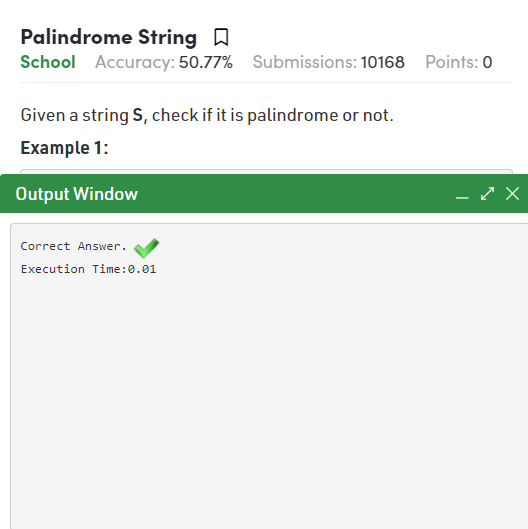 Palindrome String
School Accuracy: 50.77% Submissions: 10168 Points: 0
Given a string S, check if it is palindrome or not.
Example 1:
Output Window
Correct Answer.
Execution Time:0.01